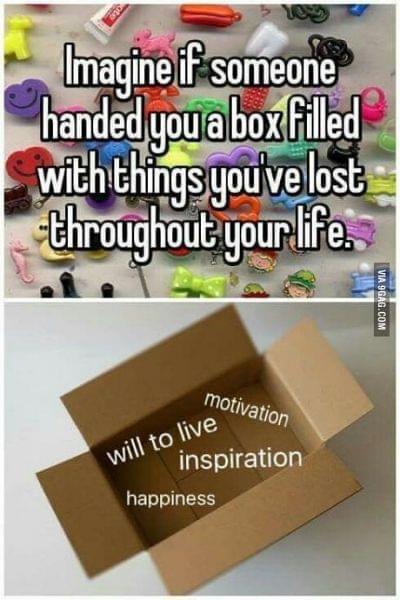 Imagine if someone
handed you a box filled
with things you've lost
throughout your life.
VIA 9GAG.COM
motivation
will to live
inspiration
happiness